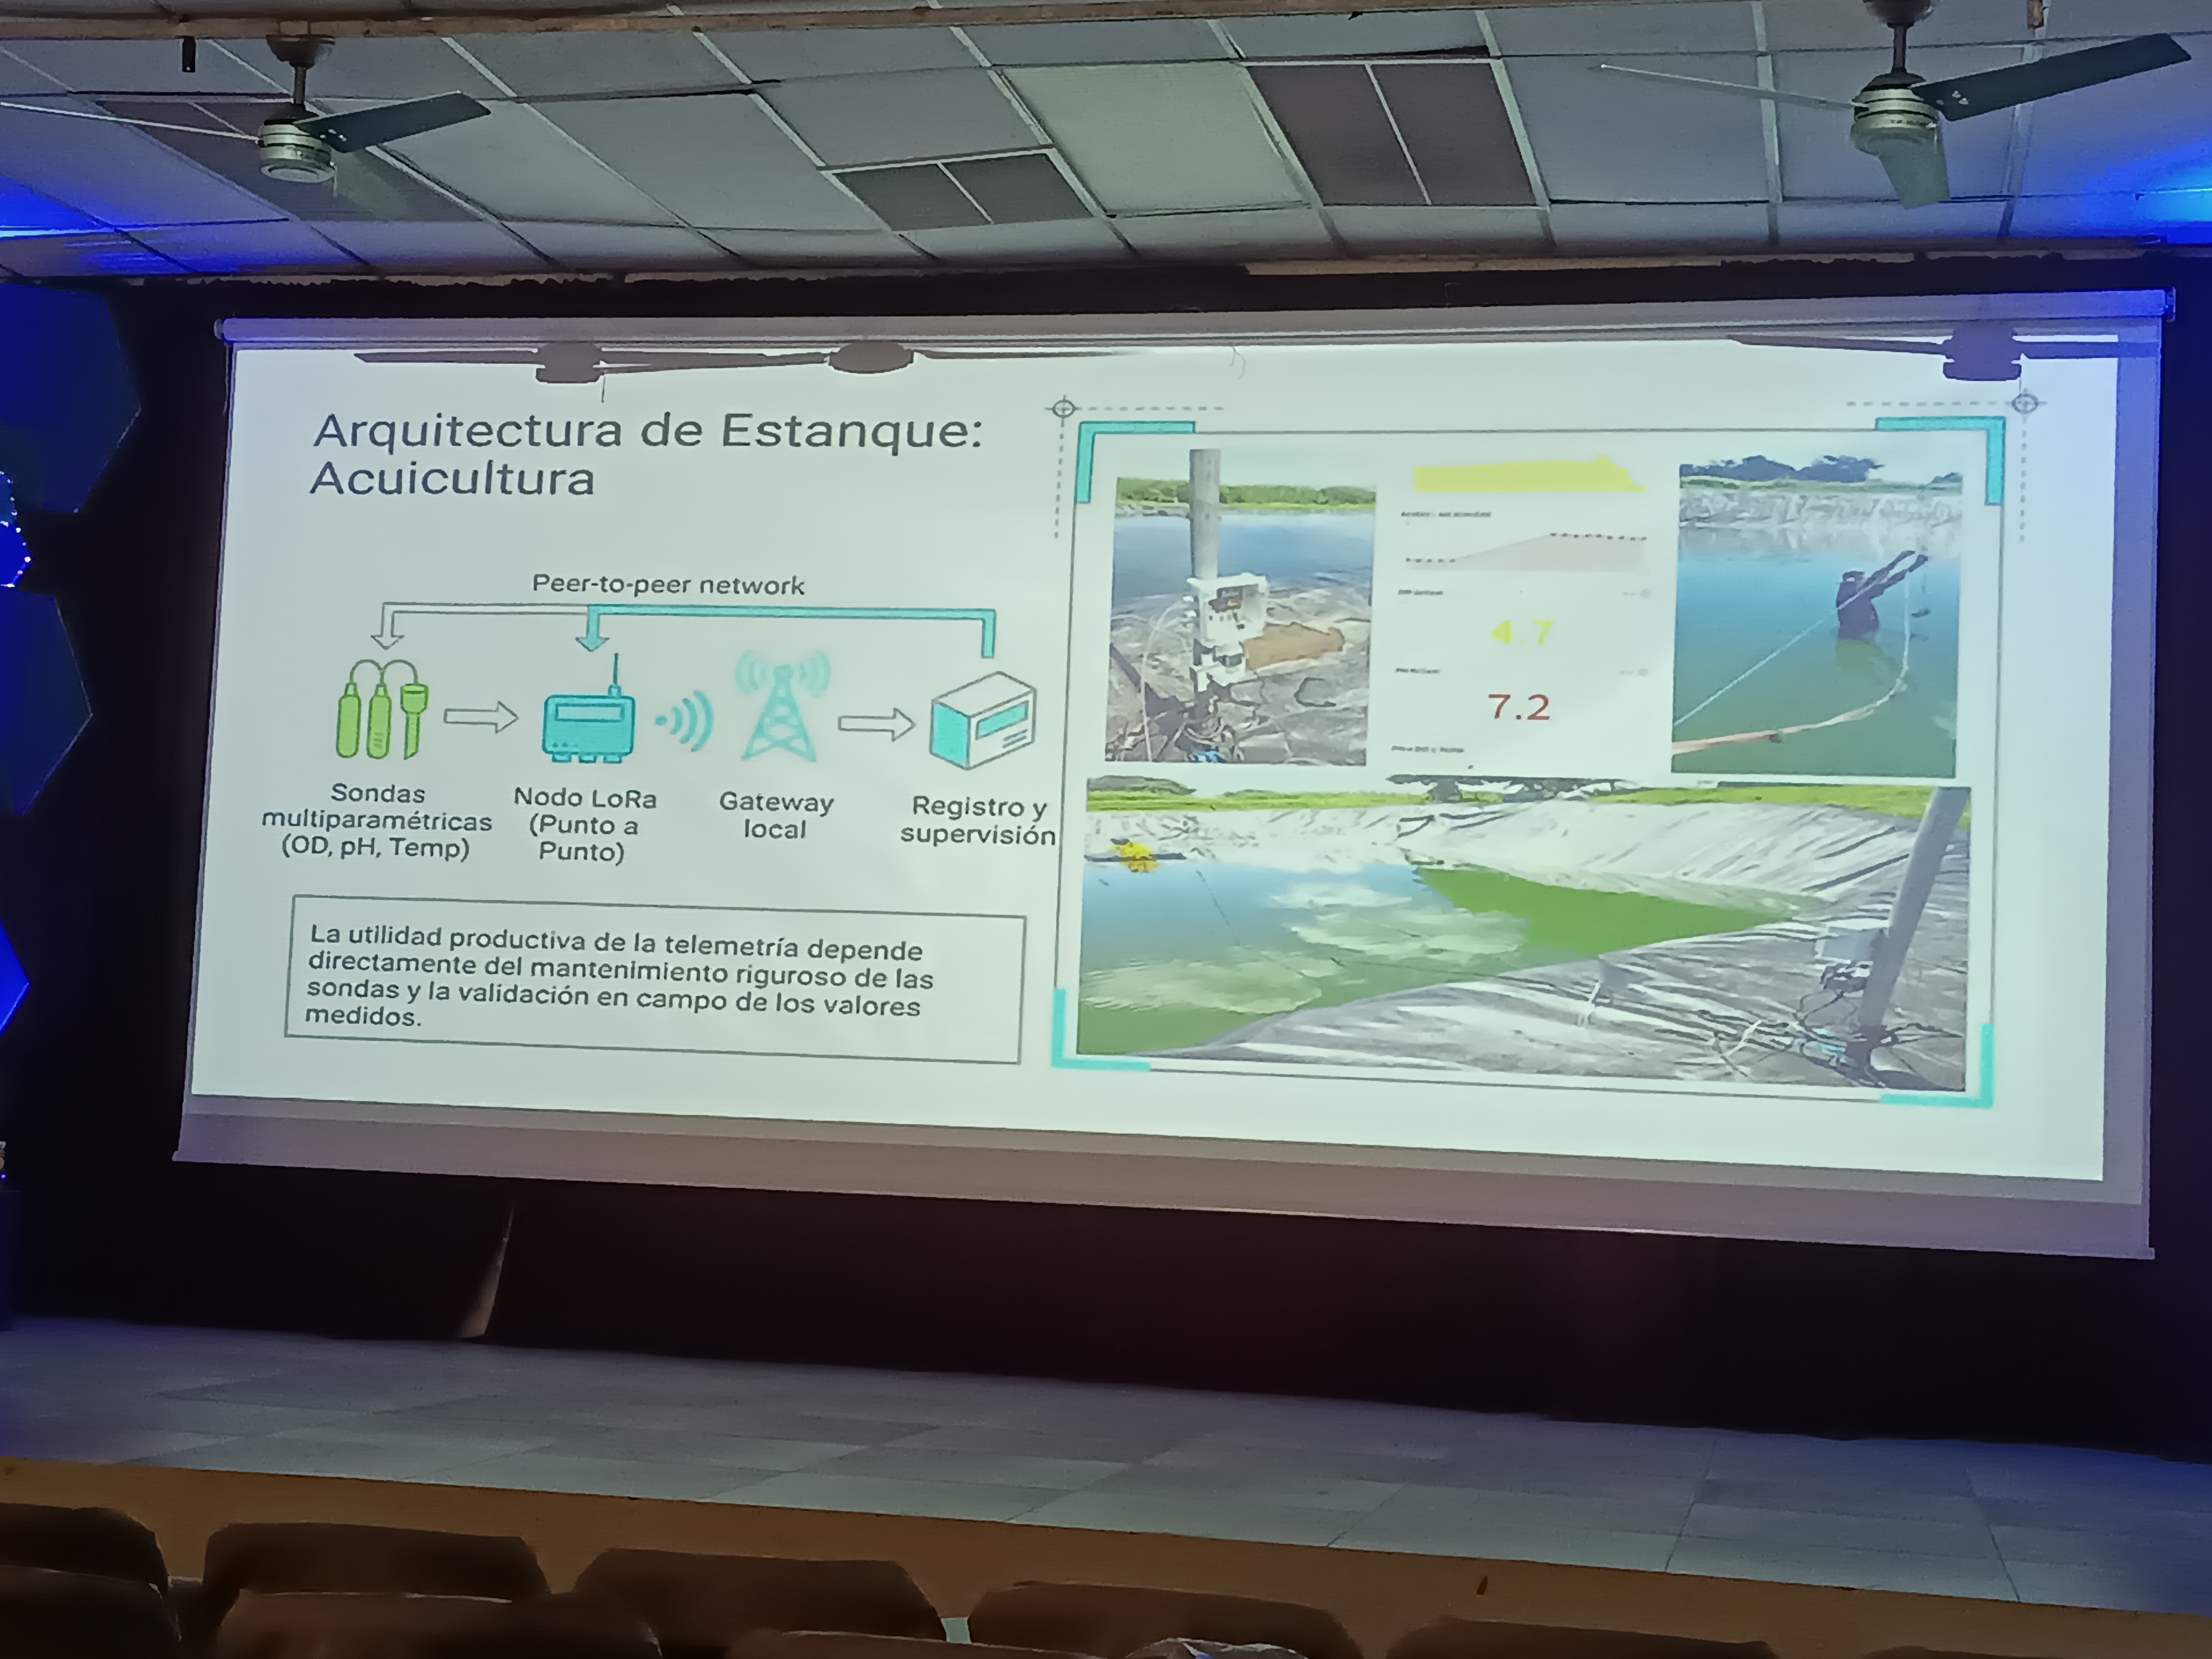 Arquitectura de Estanque:
Acuicultura
Peer-to-peer network
Sondas
multiparamétricas
(OD, pH, Temp)
Nodo LoRa
(Punto a
Punto)
Gateway
local
Registro y
supervisión
La utilidad productiva de la telemetría depende
directamente del mantenimiento riguroso de las
sondas y la validación en campo de los valores
medidos.
4.7
7.2